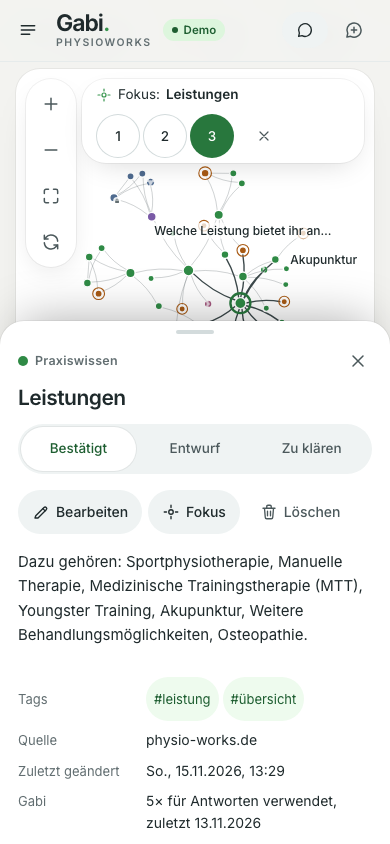 Gabi.
PHYSIOWORKS
Demo
Fokus: Leistungen
1 2 3
Welche Leistung bietet ihr an…
Akupunktur
Praxiswissen
Leistungen
Bestätigt Entwurf Zu klären
Bearbeiten Fokus Löschen
Dazu gehören: Sportphysiotherapie, Manuelle
Therapie, Medizinische Trainingstherapie (MTT),
Youngster Training, Akupunktur, Weitere
Behandlungsmöglichkeiten, Osteopathie.
Tags #leistung #übersicht
Quelle physio-works.de
Zuletzt geändert So., 15.11.2026, 13:29
Gabi 5× für Antworten verwendet,
zuletzt 13.11.2026